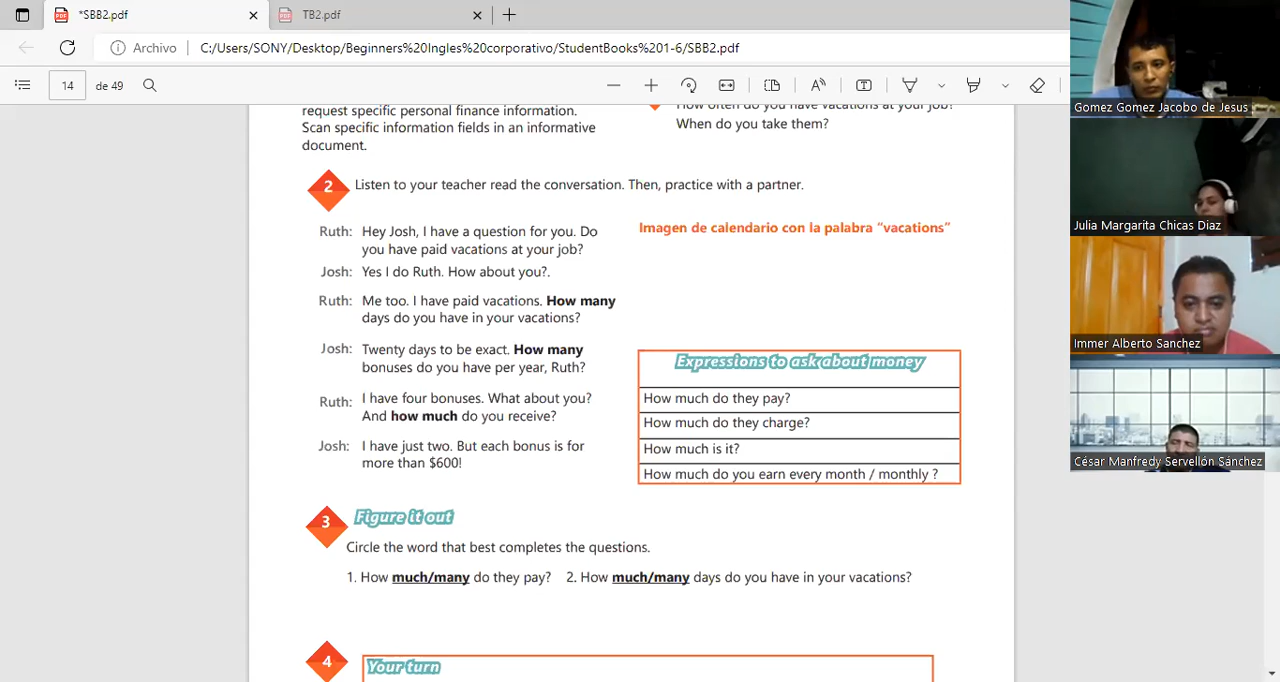 *SBB2.pdf
TB2.pdf
Archivo
C:/Users/SONY/Desktop/Beginners%20Ingles%20corporativo/StudentBooks%201-6/SBB2.pdf
14
de 49
request specific personal finance information.
Scan specific information fields in an informative
document.
How often do you have vacations at your job?
When do you take them?
2
Listen to your teacher read the conversation. Then, practice with a partner.
Ruth: Hey Josh, I have a question for you. Do
you have paid vacations at your job?
Josh: Yes I do Ruth. How about you?.
Ruth: Me too. I have paid vacations. How many
days do you have in your vacations?
Josh: Twenty days to be exact. How many
bonuses do you have per year, Ruth?
Ruth: I have four bonuses. What about you?
And how much do you receive?
Josh: I have just two. But each bonus is for
more than $600!
Imagen de calendario con la palabra “vacations”
Expressions to ask about money
How much do they pay?
How much do they charge?
How much is it?
How much do you earn every month / monthly ?
3
Figure it out
Circle the word that best completes the questions.
1. How much/many do they pay? 2. How much/many days do you have in your vacations?
4
Your turn
Gomez Gomez Jacobo de Jesus
Julia Margarita Chicas Diaz
Immer Alberto Sanchez
César Manfredy Servellón Sánchez